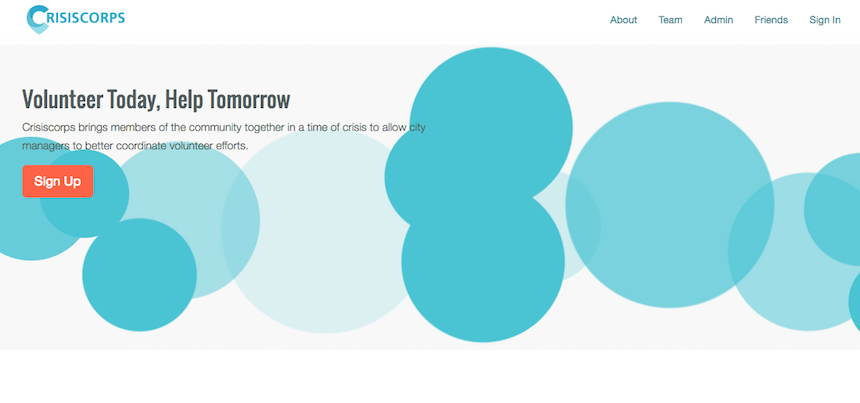 CRISISCORPS
About Team Admin Friends Sign In
Volunteer Today, Help Tomorrow
Crisiscorps brings members of the community together in a time of crisis to allow city
managers to better coordinate volunteer efforts.
Sign Up